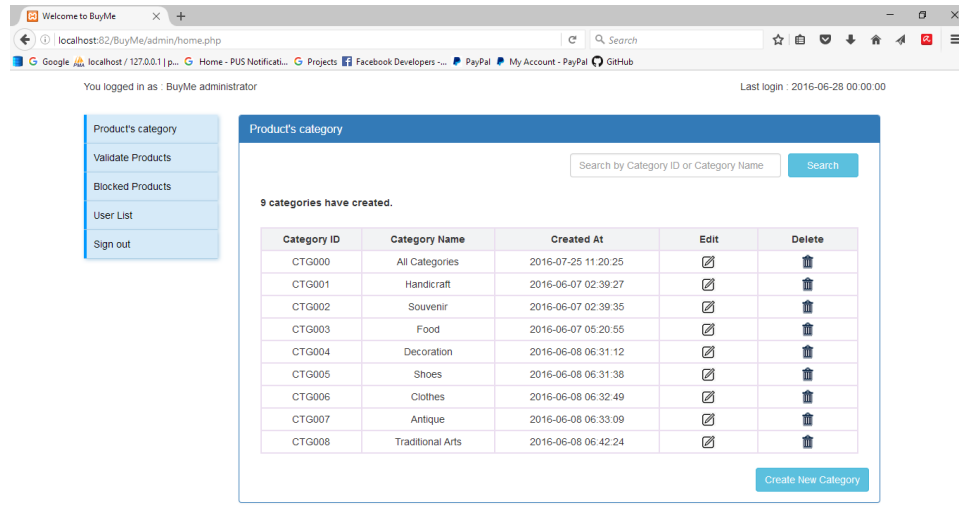 Welcome to BuyMe
localhost:82/BuyMe/admin/home.php
Search
Google localhost / 127.0.0.1 | p... Home - PUS Notificati... Projects Facebook Developers -... PayPal My Account - PayPal GitHub
You logged in as : BuyMe administrator
Last login : 2016-06-28 00:00:00
Product's category
Validate Products
Blocked Products
User List
Sign out
Product's category
Search by Category ID or Category Name Search
9 categories have created.
Category ID Category Name Created At Edit Delete
CTG000 All Categories 2016-07-25 11:20:25
CTG001 Handicraft 2016-06-07 02:39:27
CTG002 Souvenir 2016-06-07 02:39:35
CTG003 Food 2016-06-07 05:20:55
CTG004 Decoration 2016-06-08 06:31:12
CTG005 Shoes 2016-06-08 06:31:38
CTG006 Clothes 2016-06-08 06:32:49
CTG007 Antique 2016-06-08 06:33:09
CTG008 Traditional Arts 2016-06-08 06:42:24
Create New Category